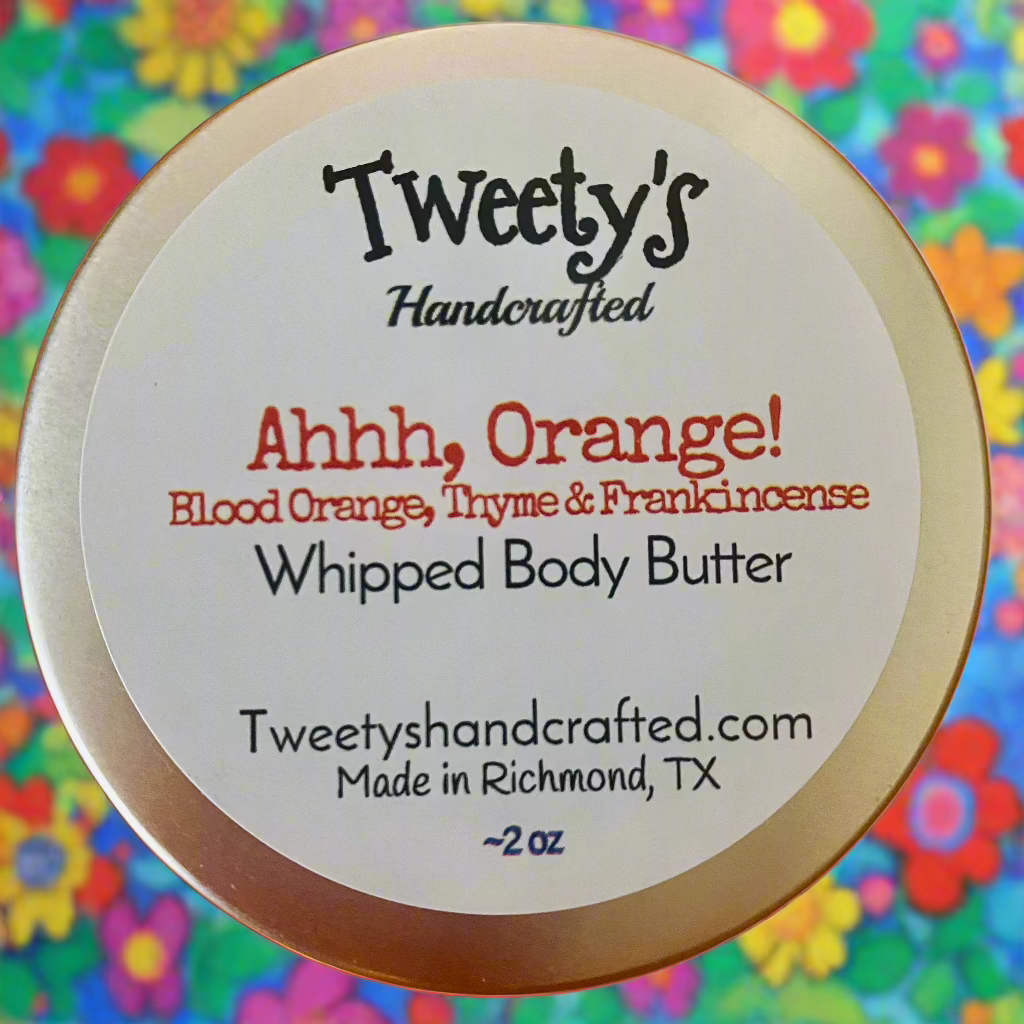 Tweety's
Handcrafted
Ahhh, Orange!
Blood Orange, Thyme & Frankincense
Whipped Body Butter
Tweetyshandcrafted.com
Made in Richmond, TX
~2 oz